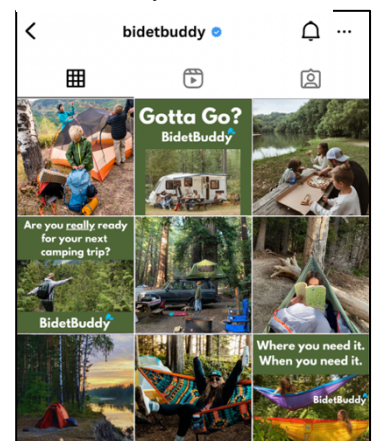 bidetbuddy
Gotta Go?
BidetBuddy
Are you really ready
for your next
camping trip?
BidetBuddy
Where you need it.
When you need it.
BidetBuddy